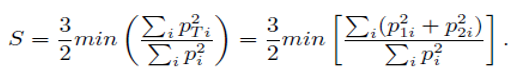 S = \frac{3}{2} min \left( \frac{\sum_i p_{Ti}^2}{\sum_i p_i^2} \right) = \frac{3}{2} min \left[ \frac{\sum_i (p_{1i}^2 + p_{2i}^2)}{\sum_i p_i^2} \right] .